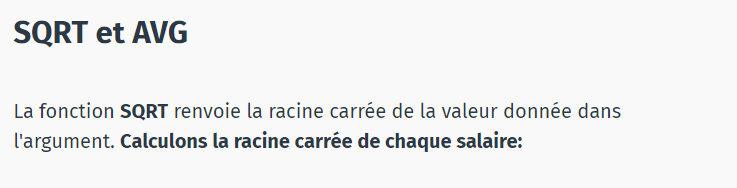 SQRT et AVG
La fonction SQRT renvoie la racine carrée de la valeur donnée dans
l'argument. Calculons la racine carrée de chaque salaire: